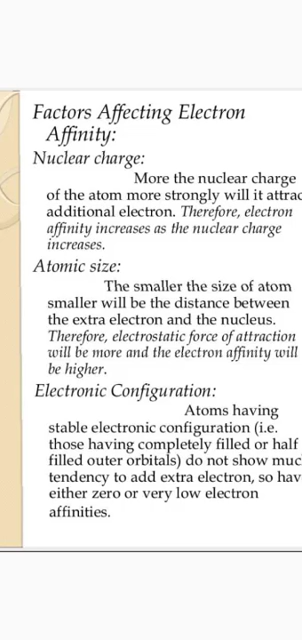 Factors Affecting Electron
Affinity:
Nuclear charge:
More the nuclear charge
of the atom more strongly will it attrac
additional electron. Therefore, electron
affinity increases as the nuclear charge
increases.
Atomic size:
The smaller the size of atom
smaller will be the distance between
the extra electron and the nucleus.
Therefore, electrostatic force of attraction
will be more and the electron affinity will
be higher.
Electronic Configuration:
Atoms having
stable electronic configuration (i.e.
those having completely filled or half
filled outer orbitals) do not show muc
tendency to add extra electron, so hav
either zero or very low electron
affinities.